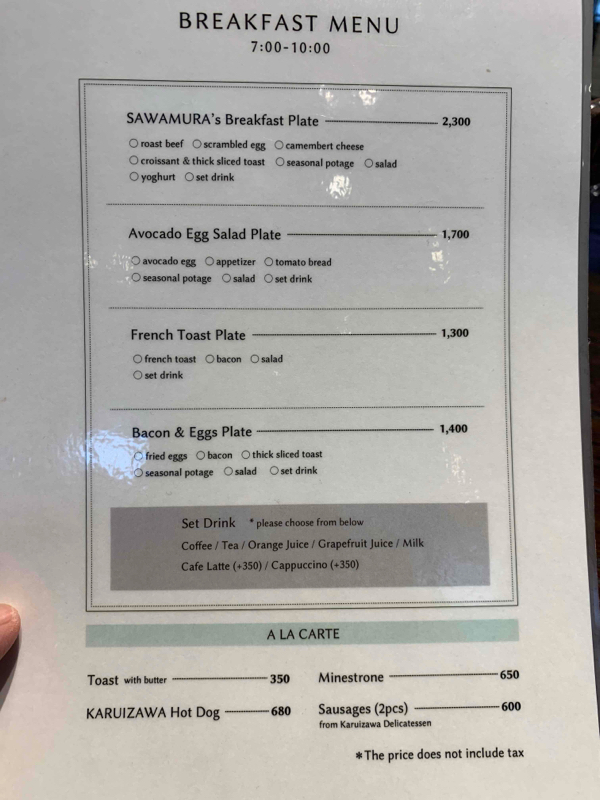 BREAKFAST MENU
7:00-10:00
SAWAMURA's Breakfast Plate 2,300
○ roast beef ○ scrambled egg ○ camembert cheese
○ croissant & thick sliced toast ○ seasonal potage ○ salad
○ yoghurt ○ set drink
Avocado Egg Salad Plate 1,700
○ avocado egg ○ appetizer ○ tomato bread
○ seasonal potage ○ salad ○ set drink
French Toast Plate 1,300
○ french toast ○ bacon ○ salad
○ set drink
Bacon & Eggs Plate 1,400
○ fried eggs ○ bacon ○ thick sliced toast
○ seasonal potage ○ salad ○ set drink
Set Drink * please choose from below
Coffee / Tea / Orange Juice / Grapefruit Juice / Milk
Cafe Latte (+350) / Cappuccino (+350)
A LA CARTE
Toast with butter 350
Minestrone 650
KARUIZAWA Hot Dog 680
Sausages (2pcs) 600
from Karuizawa Delicatessen
*The price does not include tax